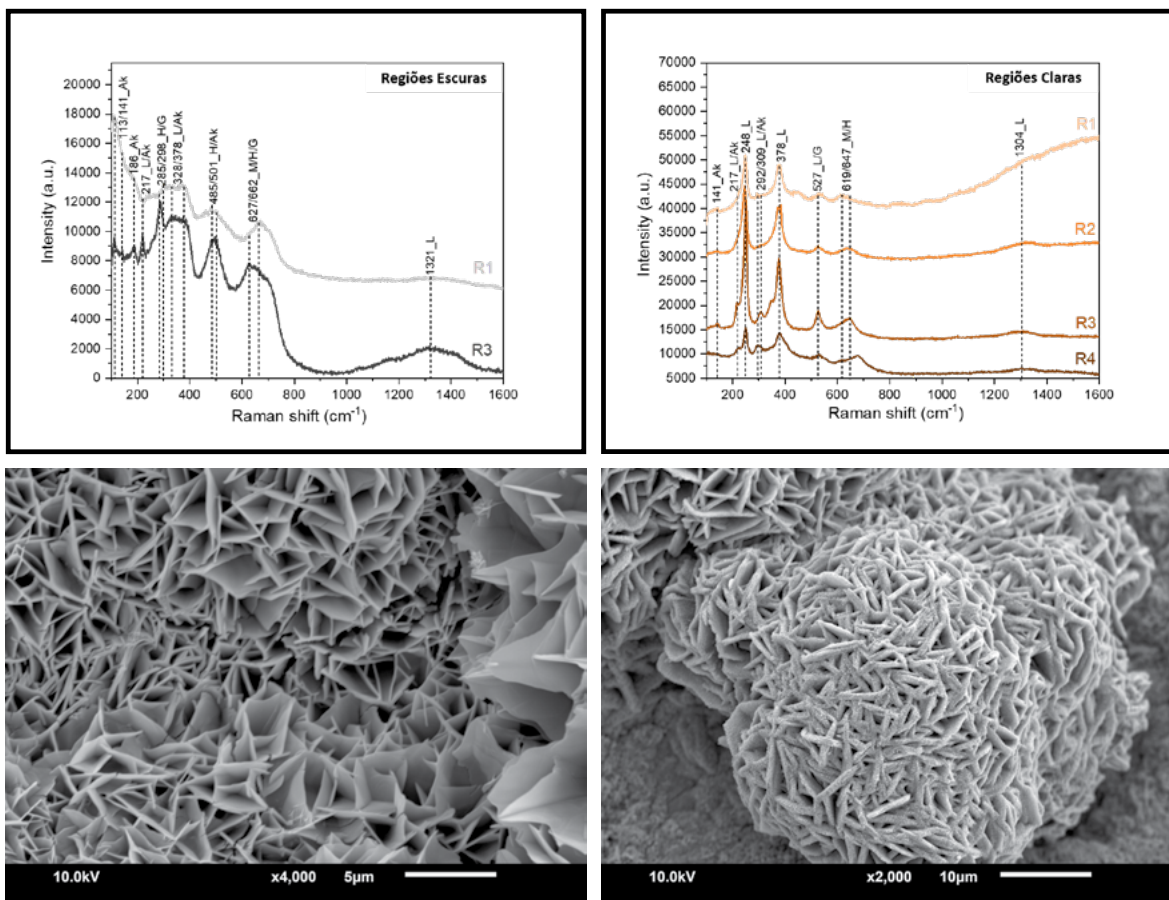 Regiões Escuras
Intensity (a.u.)
20000
18000
16000
14000
12000
10000
8000
6000
4000
2000
0
113/141_Ak
186_Ak
217_L/Ak
285/298_H/G
328/378_L/Ak
485/501_H/Ak
627/662_M/H/G
1321_L
R1
R3
200 400 600 800 1000 1200 1400 1600
Raman shift (cm-1)
Regiões Claras
Intensity (a.u.)
70000
65000
60000
55000
50000
45000
40000
35000
30000
25000
20000
15000
10000
5000
141_Ak
217_L/Ak
248_L
292/309_L/Ak
378_L
527_L/G
619/647_M/H
1304_L
R1
R2
R3
R4
200 400 600 800 1000 1200 1400 1600
Raman shift (cm-1)
10.0kV x4,000 5μm
10.0kV x2,000 10μm